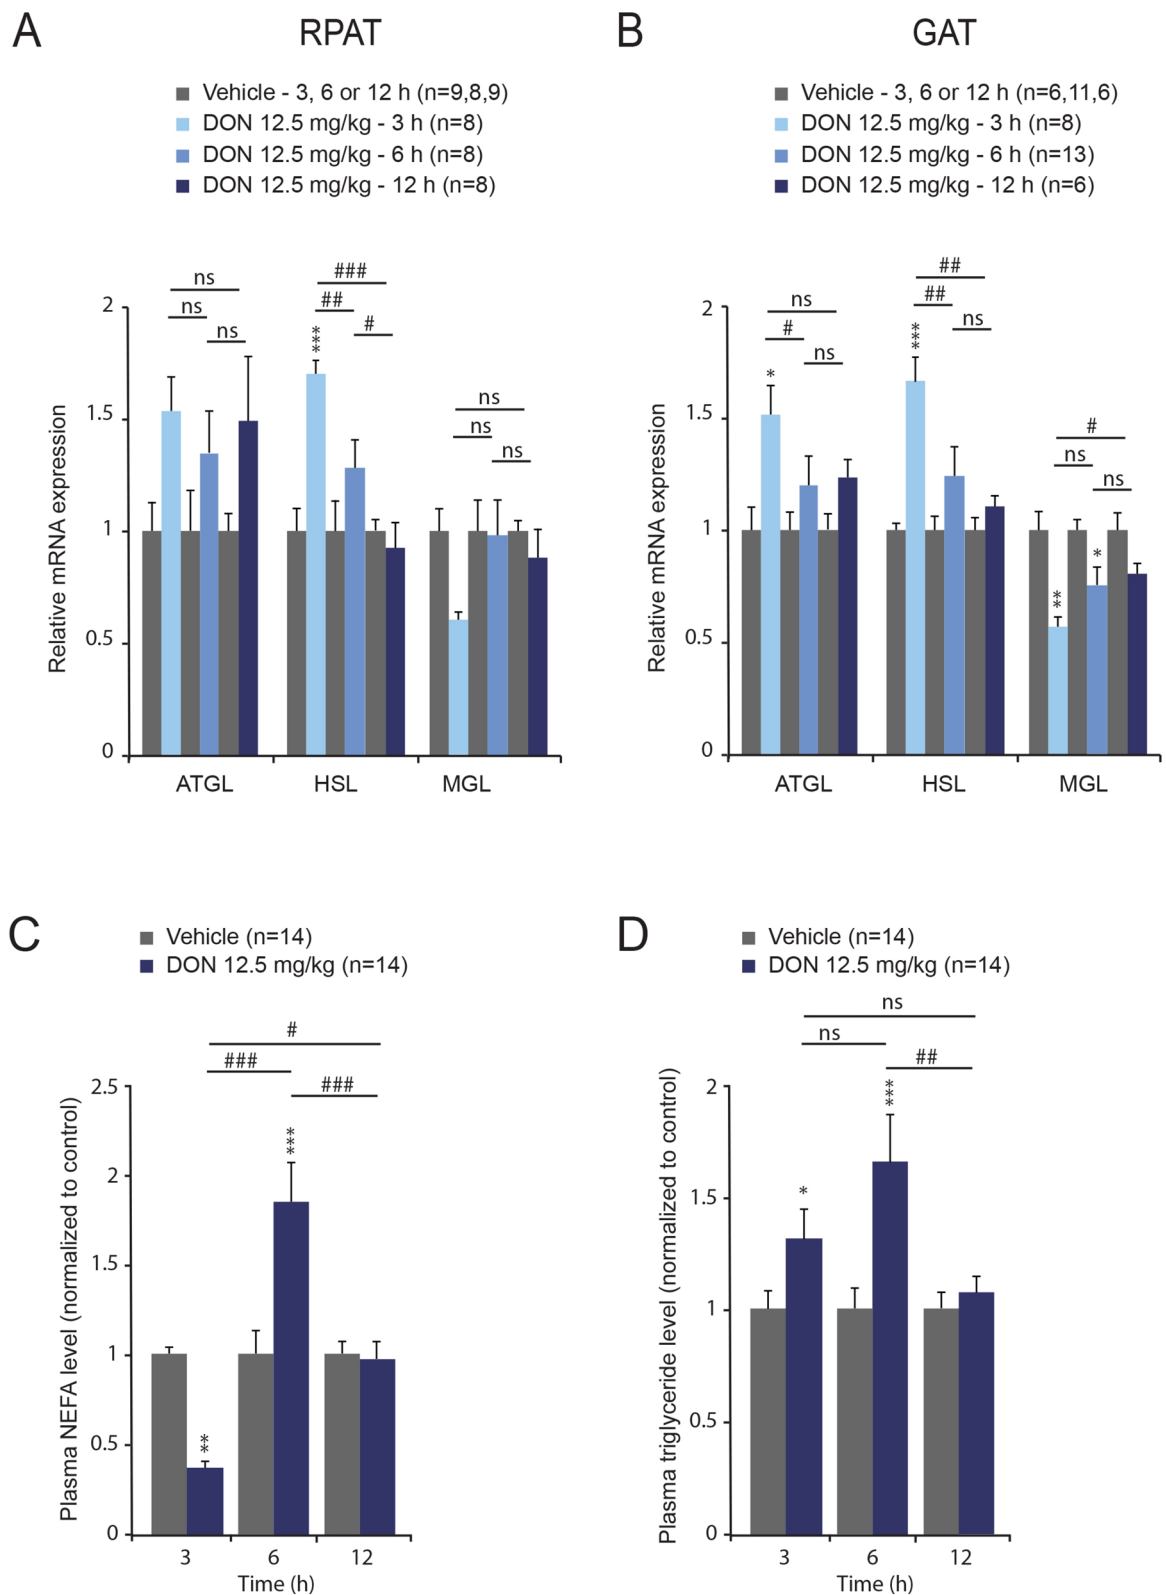 A
RPAT
Vehicle - 3, 6 or 12 h (n=9,8,9)
DON 12.5 mg/kg - 3 h (n=8)
DON 12.5 mg/kg - 6 h (n=8)
DON 12.5 mg/kg - 12 h (n=8)
Relative mRNA expression
2
1.5
1
0.5
0
ns
ns
ns
###
##
#
***
ns
ns
ns
ATGL
HSL
MGL
B
GAT
Vehicle - 3, 6 or 12 h (n=6,11,6)
DON 12.5 mg/kg - 3 h (n=8)
DON 12.5 mg/kg - 6 h (n=13)
DON 12.5 mg/kg - 12 h (n=6)
Relative mRNA expression
2
1.5
1
0.5
0
ns
#
ns
*
##
##
ns
***
#
ns
ns
**
*
ATGL
HSL
MGL
C
Vehicle (n=14)
DON 12.5 mg/kg (n=14)
Plasma NEFA level (normalized to control)
2.5
2
1.5
1
0.5
0
#
###
###
***
**
3
6
12
Time (h)
D
Vehicle (n=14)
DON 12.5 mg/kg (n=14)
Plasma triglyceride level (normalized to control)
2
1.5
1
0.5
0
ns
ns
##
***
*
3
6
12
Time (h)